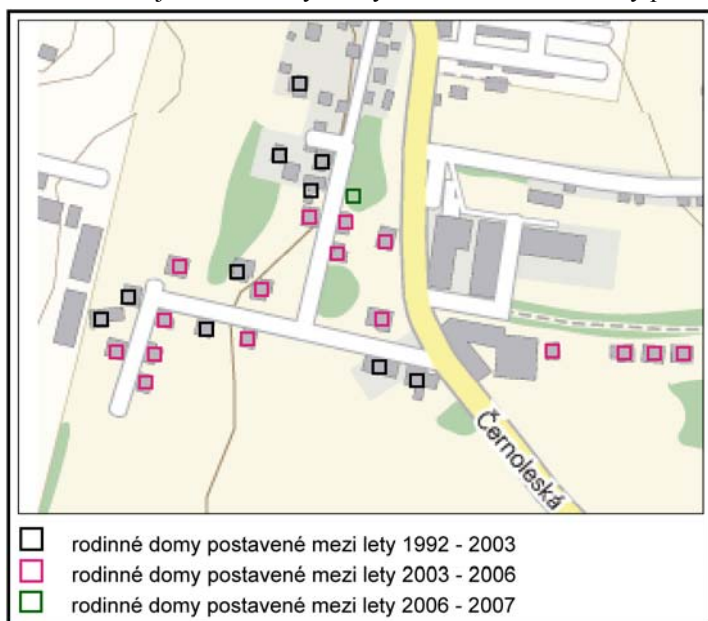 Černoleská
rodinné domy postavené mezi lety 1992 - 2003
rodinné domy postavené mezi lety 2003 - 2006
rodinné domy postavené mezi lety 2006 - 2007